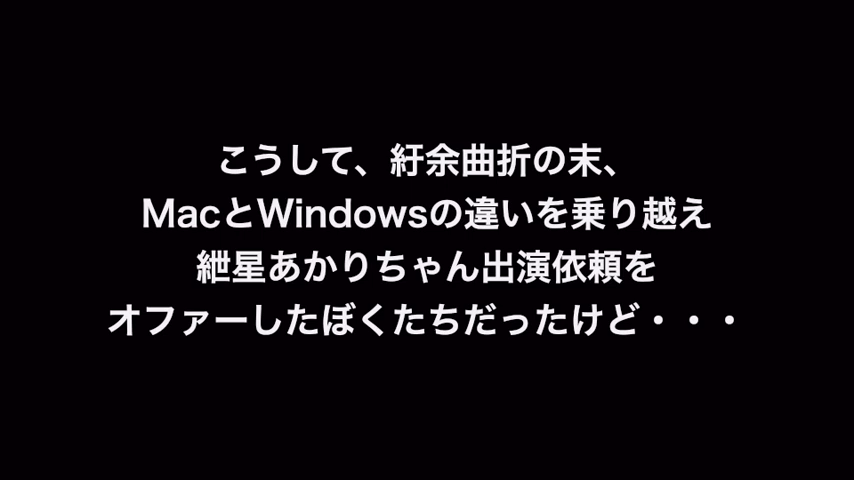 こうして、紆余曲折の末、
MacとWindowsの違いを乗り越え
紲星あかりちゃん出演依頼を
オファーしたぼくたちだったけど・・・